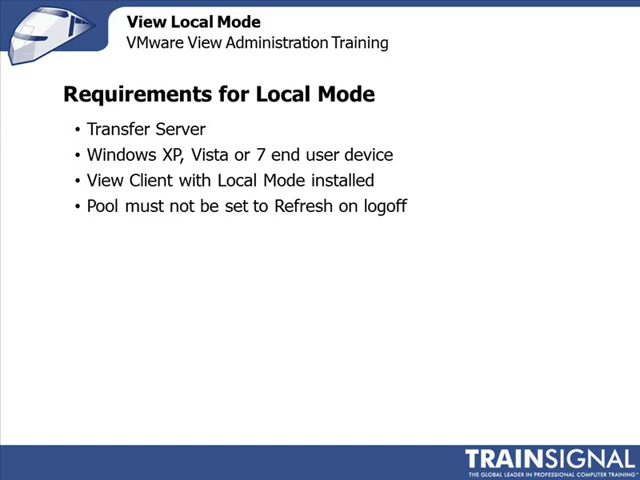 View Local Mode
VMware View Administration Training
Requirements for Local Mode
• Transfer Server
• Windows XP, Vista or 7 end user device
• View Client with Local Mode installed
• Pool must not be set to Refresh on logoff
TRAINSIGNAL
THE GLOBAL LEADER IN PROFESSIONAL COMPUTER TRAINING™